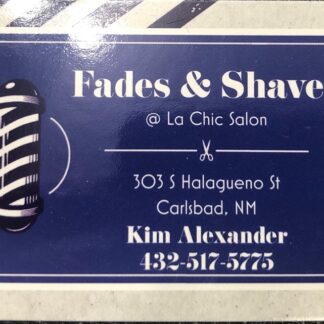 Fades & Shave
@ La Chic Salon
303 S Halagueno St
Carlsbad, NM
Kim Alexander
432-517-5775